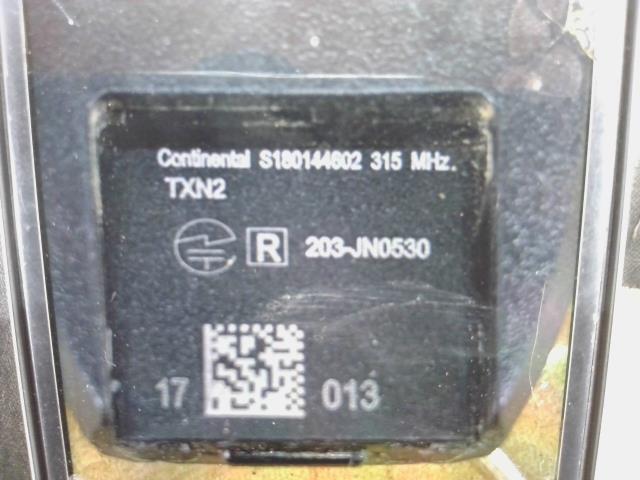 Continental S180144602 315 MHz.
TXN2
R 203-JN0530
17 013